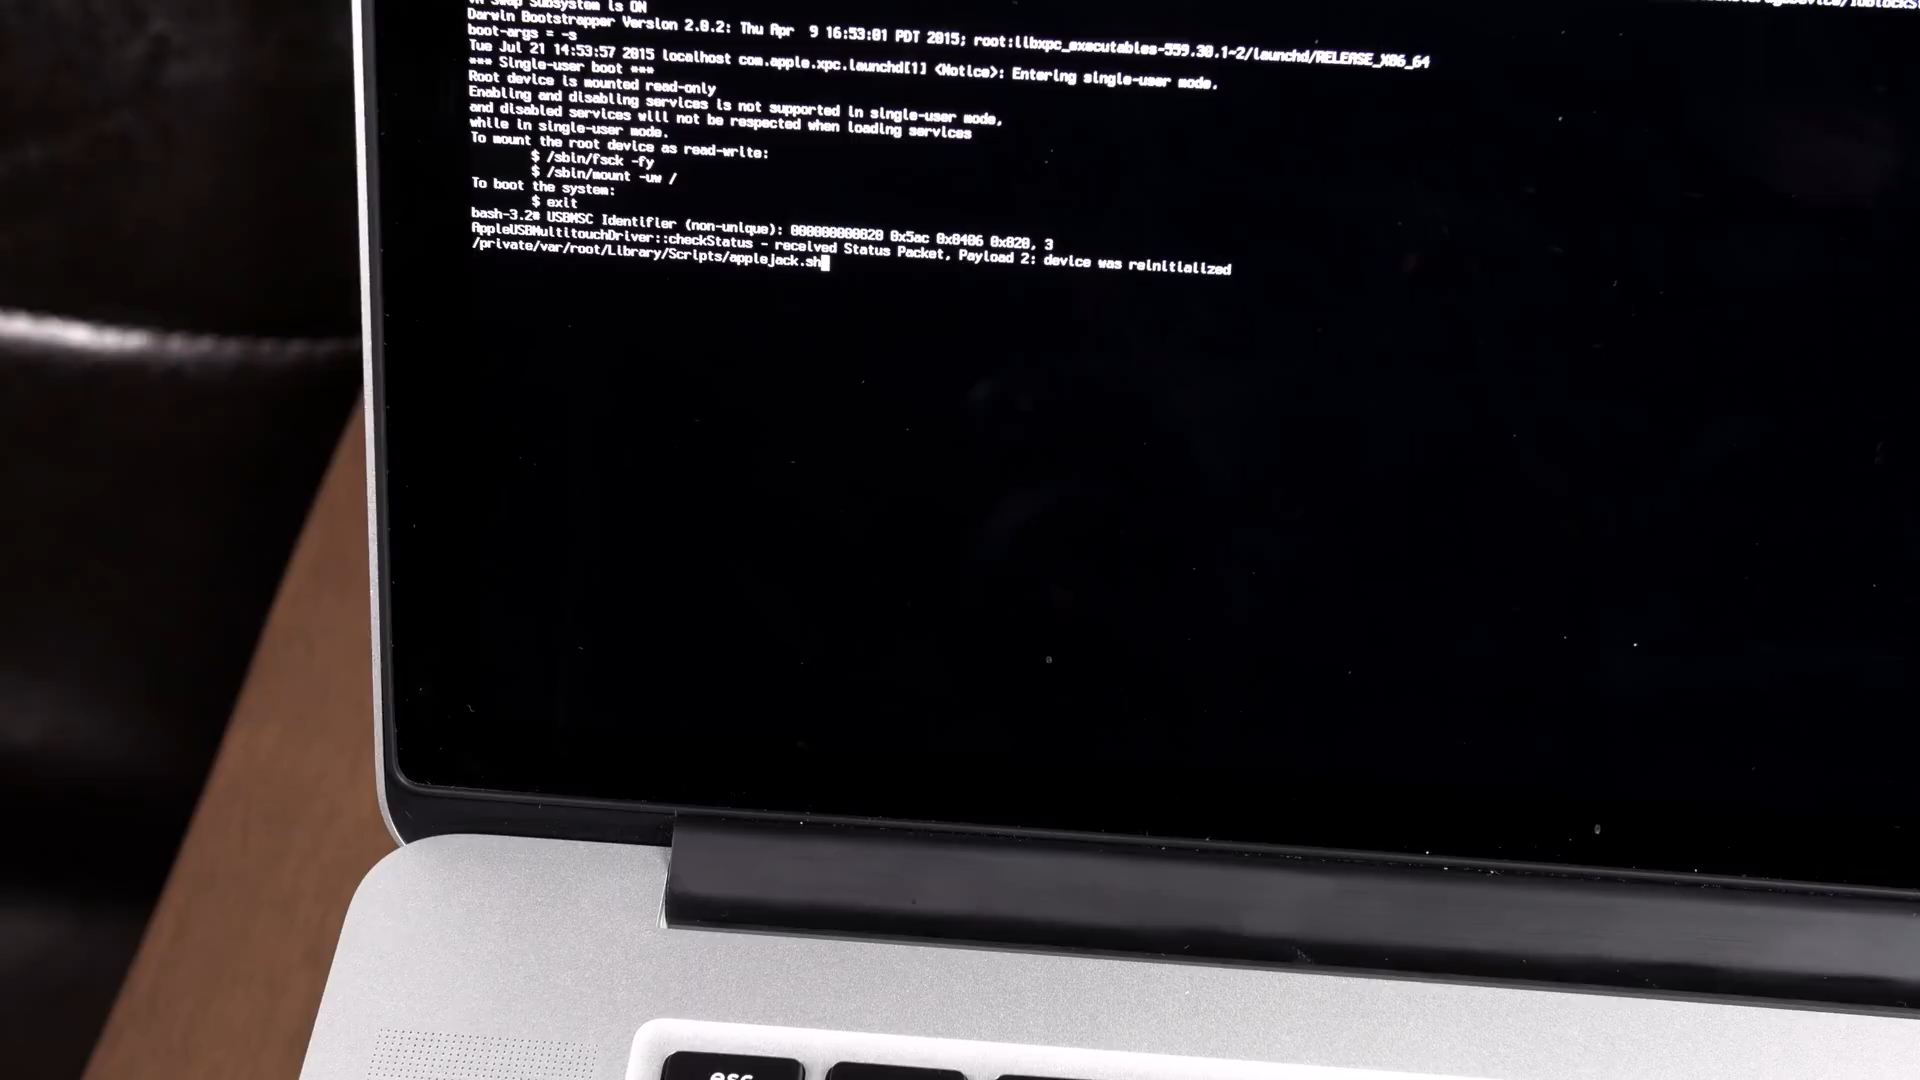 VM Swap Subsystem is ON
Darwin Bootstrapper Version 2.0.2: Thu Apr  9 16:53:01 PDT 2015; root:libxpc_executables-559.30.1~2/launchd/RELEASE_X86_64
boot-args = -s
Tue Jul 21 14:53:57 2015 localhost com.apple.xpc.launchd[1] <Notice>: Entering single-user mode.
*** Single-user boot ***
Root device is mounted read-only
Enabling and disabling services is not supported in single-user mode,
and disabled services will not be respected when loading services
while in single-user mode.
To mount the root device as read-write:
$ /sbin/fsck -fy
$ /sbin/mount -uw /
To boot the system:
$ exit
bash-3.2# USBMSC Identifier (non-unique): 000000000820 0x5ac 0x8406 0x820, 3
AppleUSBMultitouchDriver::checkStatus - received Status Packet, Payload 2: device was reinitialized
/private/var/root/Library/Scripts/applejack.sh
esc